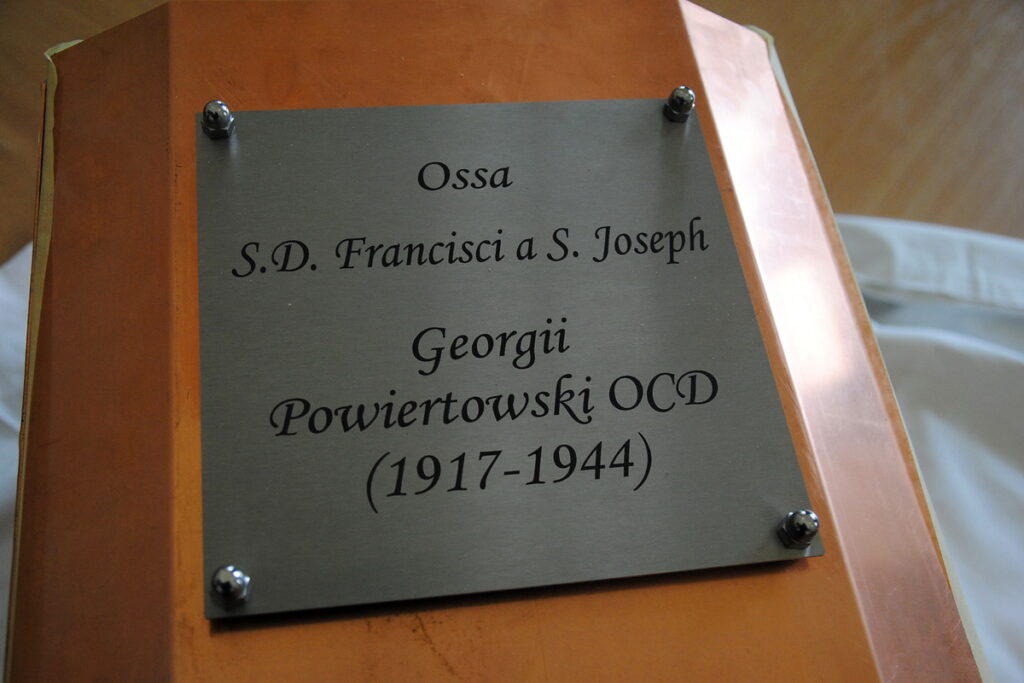 Ossa
S.D. Francisci a S. Joseph
Georgii
Powiertowski OCD
(1917-1944)